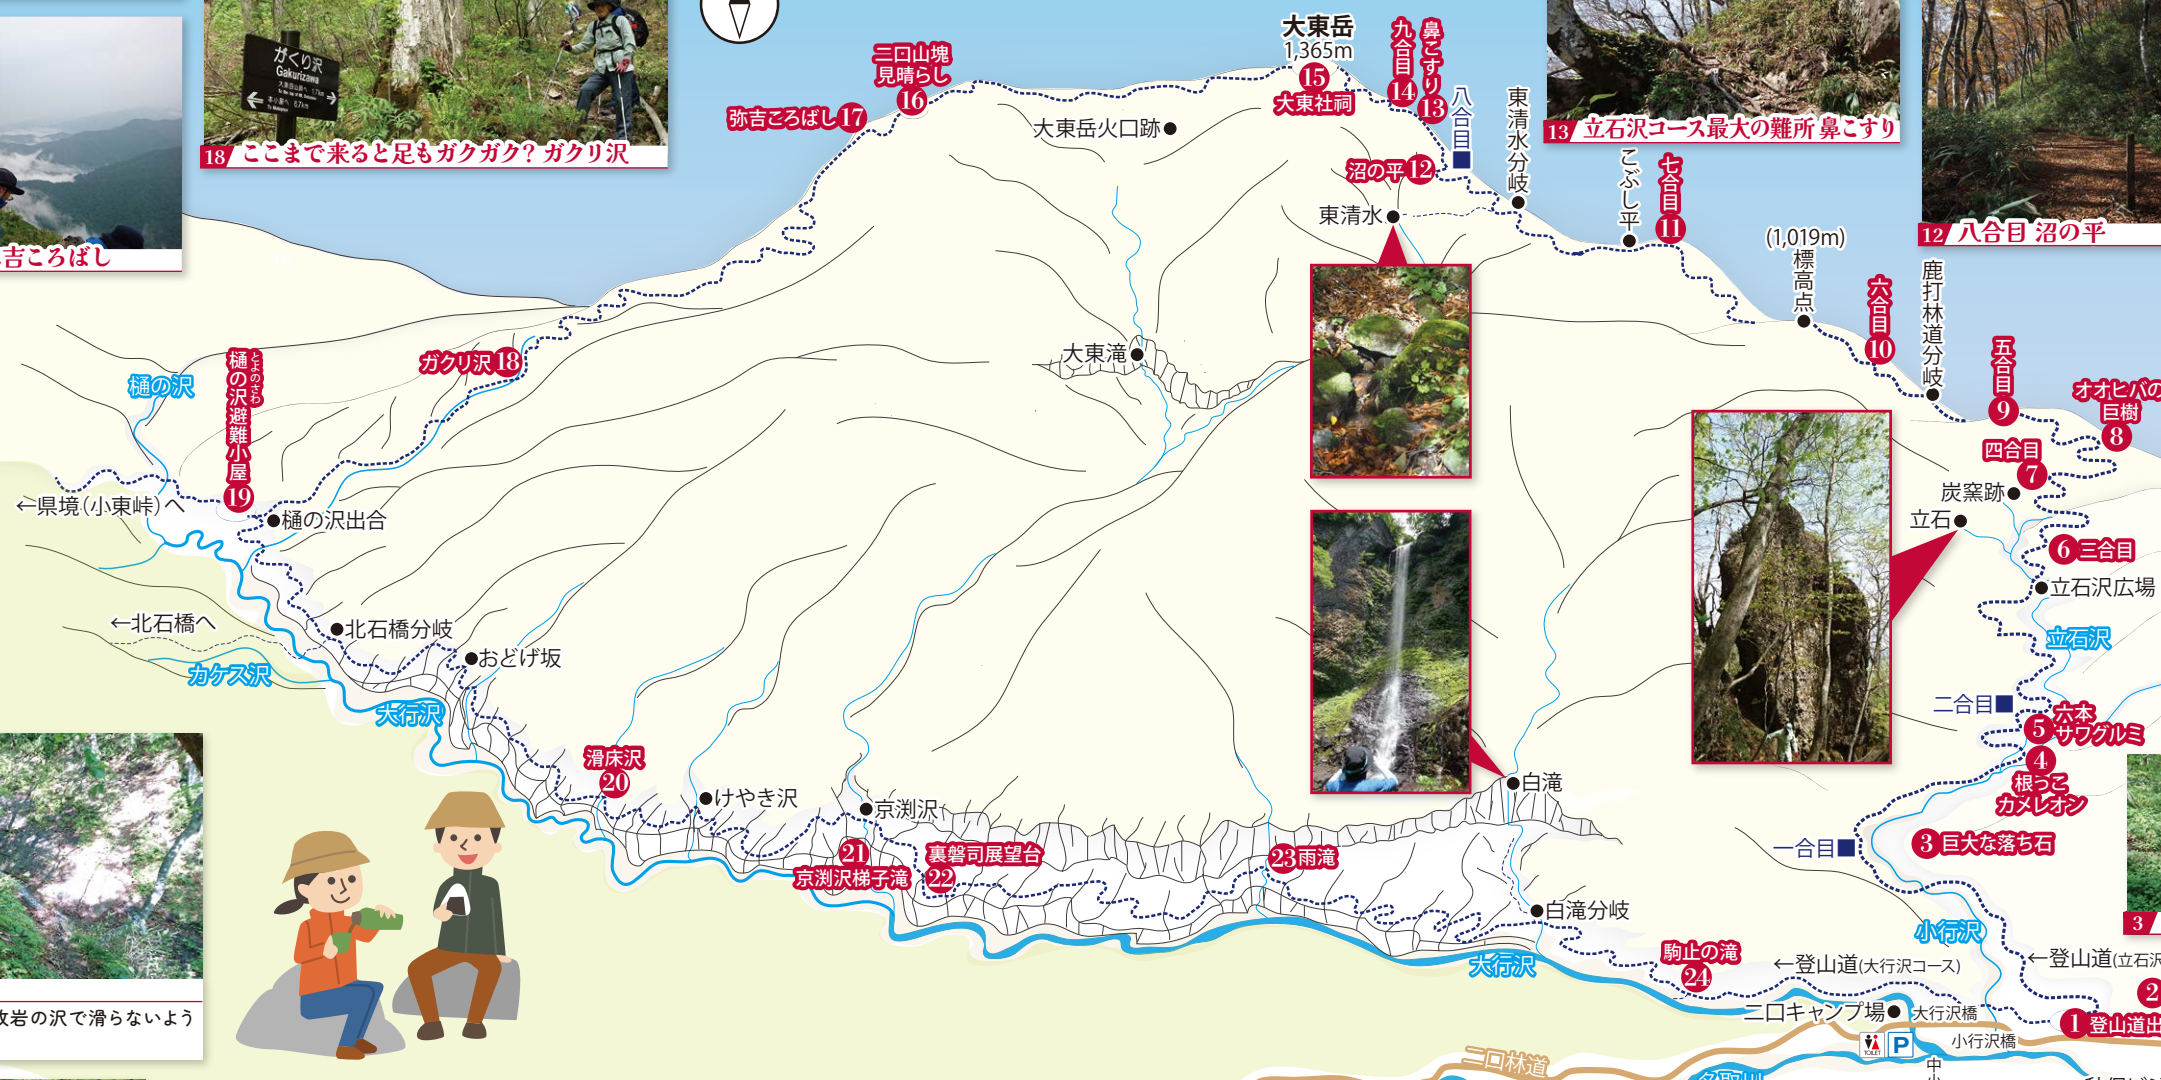 がくり沢
Gakurizawa
18 ここまで来ると足もガクガク? ガクリ沢
吉ころばし
二口山塊
見晴らし
16
弥吉ころばし 17
大東岳
1,365m
15
大東社祠
九合目
14
鼻こすり
13
八合目
東清水分岐
大東岳火口跡
沼の平 12
東清水
13 立石沢コース最大の難所 鼻こすり
こぶし平
七合目
11
12 八合目 沼の平
(1,019m)
標高点
六合目
10
鹿打林道分岐
五合目
9
オオヒバの
巨樹
8
四合目
7
炭窯跡
立石
6 三合目
立石沢広場
立石沢
二合目
5 六本
サワグルミ
4
根っこ
カメレオン
3 巨大な落ち石
一合目
3
小行沢
←登山道(立石沢
2
1 登山道出
大東滝
ガクリ沢 18
樋の沢
樋の沢避難小屋
とよのさわ
19
←県境(小東峠)へ
樋の沢出合
←北石橋へ
北石橋分岐
カケス沢
おとげ坂
大行沢
滑床沢
20
けやき沢
京渕沢
21
京渕沢梯子滝
裏磐司展望台
22
23 雨滝
白滝
白滝分岐
大行沢
駒止の滝
24
←登山道(大行沢コース)
二口キャンプ場
大行沢橋
小行沢橋
TOILET
P
二口林道
名取川
岩の沢で滑らないよう